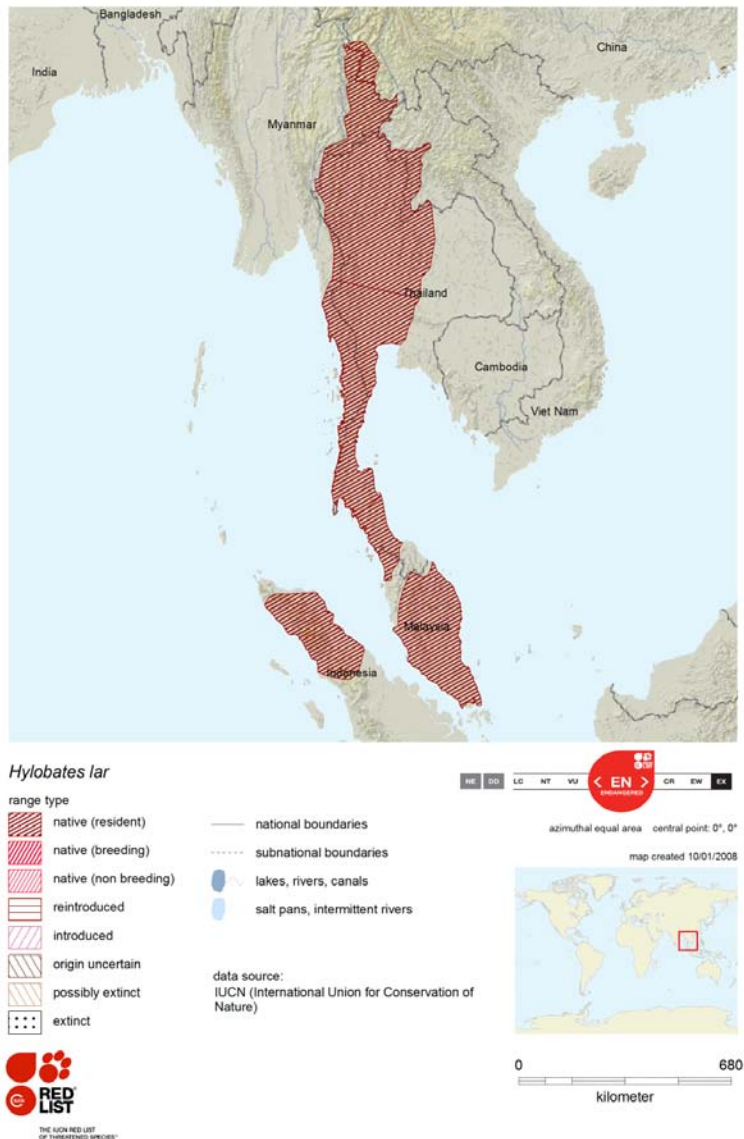 Bangladesh
China
India
Myanmar
Thailand
Cambodia
Viet Nam
Malaysia
Indonesia
Hylobates lar
range type
native (resident)
native (breeding)
native (non breeding)
reintroduced
introduced
origin uncertain
possibly extinct
extinct
national boundaries
subnational boundaries
lakes, rivers, canals
salt pans, intermittent rivers
data source:
IUCN (International Union for Conservation of
Nature)
NE DD LC NT VU < EN > CR EW EX
ENDANGERED
azimuthal equal area central point: 0°, 0°
map created 10/01/2008
0 680
kilometer
IUCN
RED
LIST
THE IUCN RED LIST
OF THREATENED SPECIES™